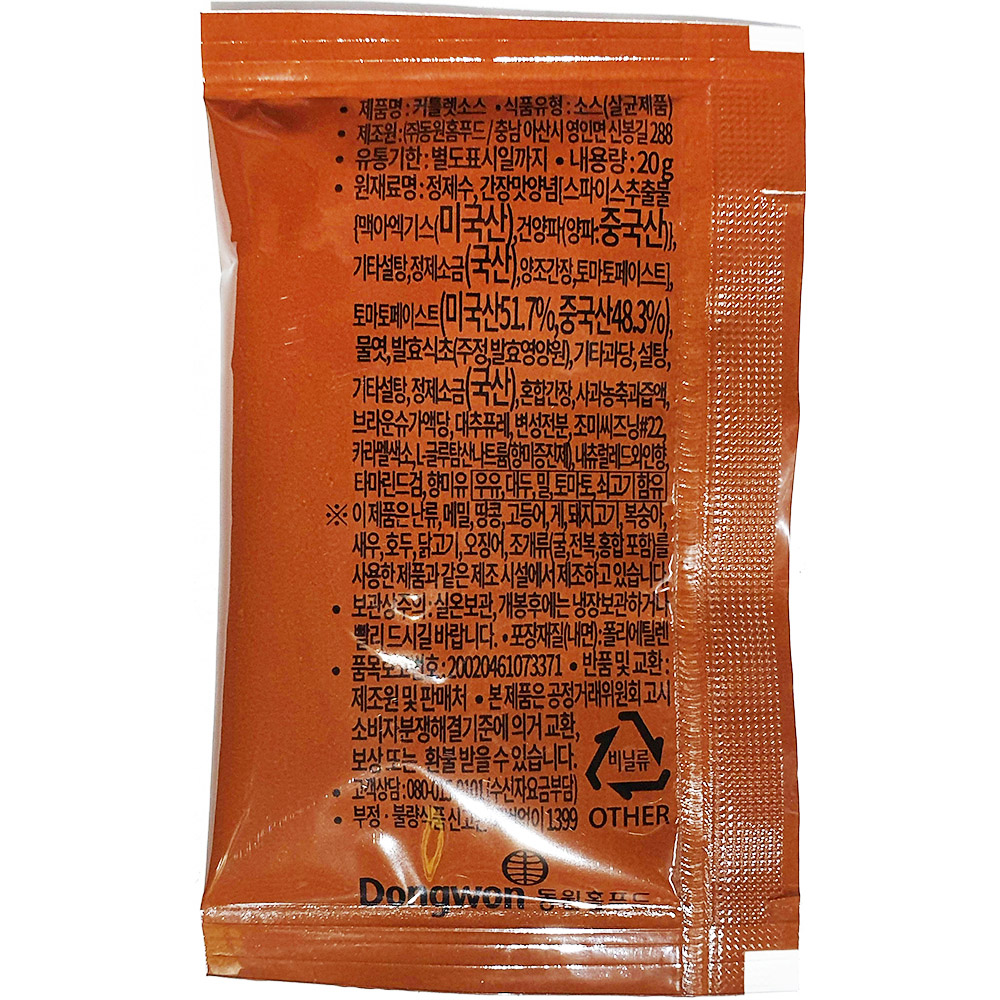 • 제품명 : 커틀렛소스 • 식품유형 : 소스(살균제품)
• 제조원 : (주)동원홈푸드 / 충남 아산시 영인면 신봉길 288
• 유통기한 : 별도표시일까지 • 내용량 : 20 g
• 원재료명 : 정제수, 간장맛양념[스파이스추출물
{맥아엑기스(미국산),건양파(양파:중국산)},
기타설탕,정제소금(국산),양조간장,토마토페이스트],
토마토페이스트(미국산51.7%,중국산48.3%),
물엿,발효식초(주정,발효영양원),기타과당, 설탕,
기타설탕, 정제소금(국산),혼합간장,사과농축과즙액,
브라운슈가액당, 대추퓨레, 변성전분, 조미씨즈닝#22,
카라멜색소, L-글루탐산나트륨(향미증진제), 내츄럴레드와인향,
타마린드검, 향미유 우유, 대두, 밀, 토마토, 쇠고기 함유
※ 이 제품은 난류, 메밀, 땅콩, 고등어, 게, 돼지고기, 복숭아,
새우, 호두, 닭고기, 오징어, 조개류(굴,전복,홍합 포함)를
사용한 제품과 같은 제조 시설에서 제조하고 있습니다
• 보관상주의 : 실온보관, 개봉후에는 냉장보관하거나
빨리 드시길 바랍니다. • 포장재질(내면) : 폴리에틸렌
• 품목보고번호 : 20020461073371 • 반품 및 교환 :
제조원 및 판매처 • 본 제품은 공정거래위원회 고시
소비자분쟁해결기준에 의거 교환,
보상 또는 환불 받을 수 있습니다.
비닐류
• 고객상담 : 080-015-0101 (수신자요금부담)
• 부정 · 불량식품 신고는 국번없이 1399
OTHER
Dongwon 동원홈푸드